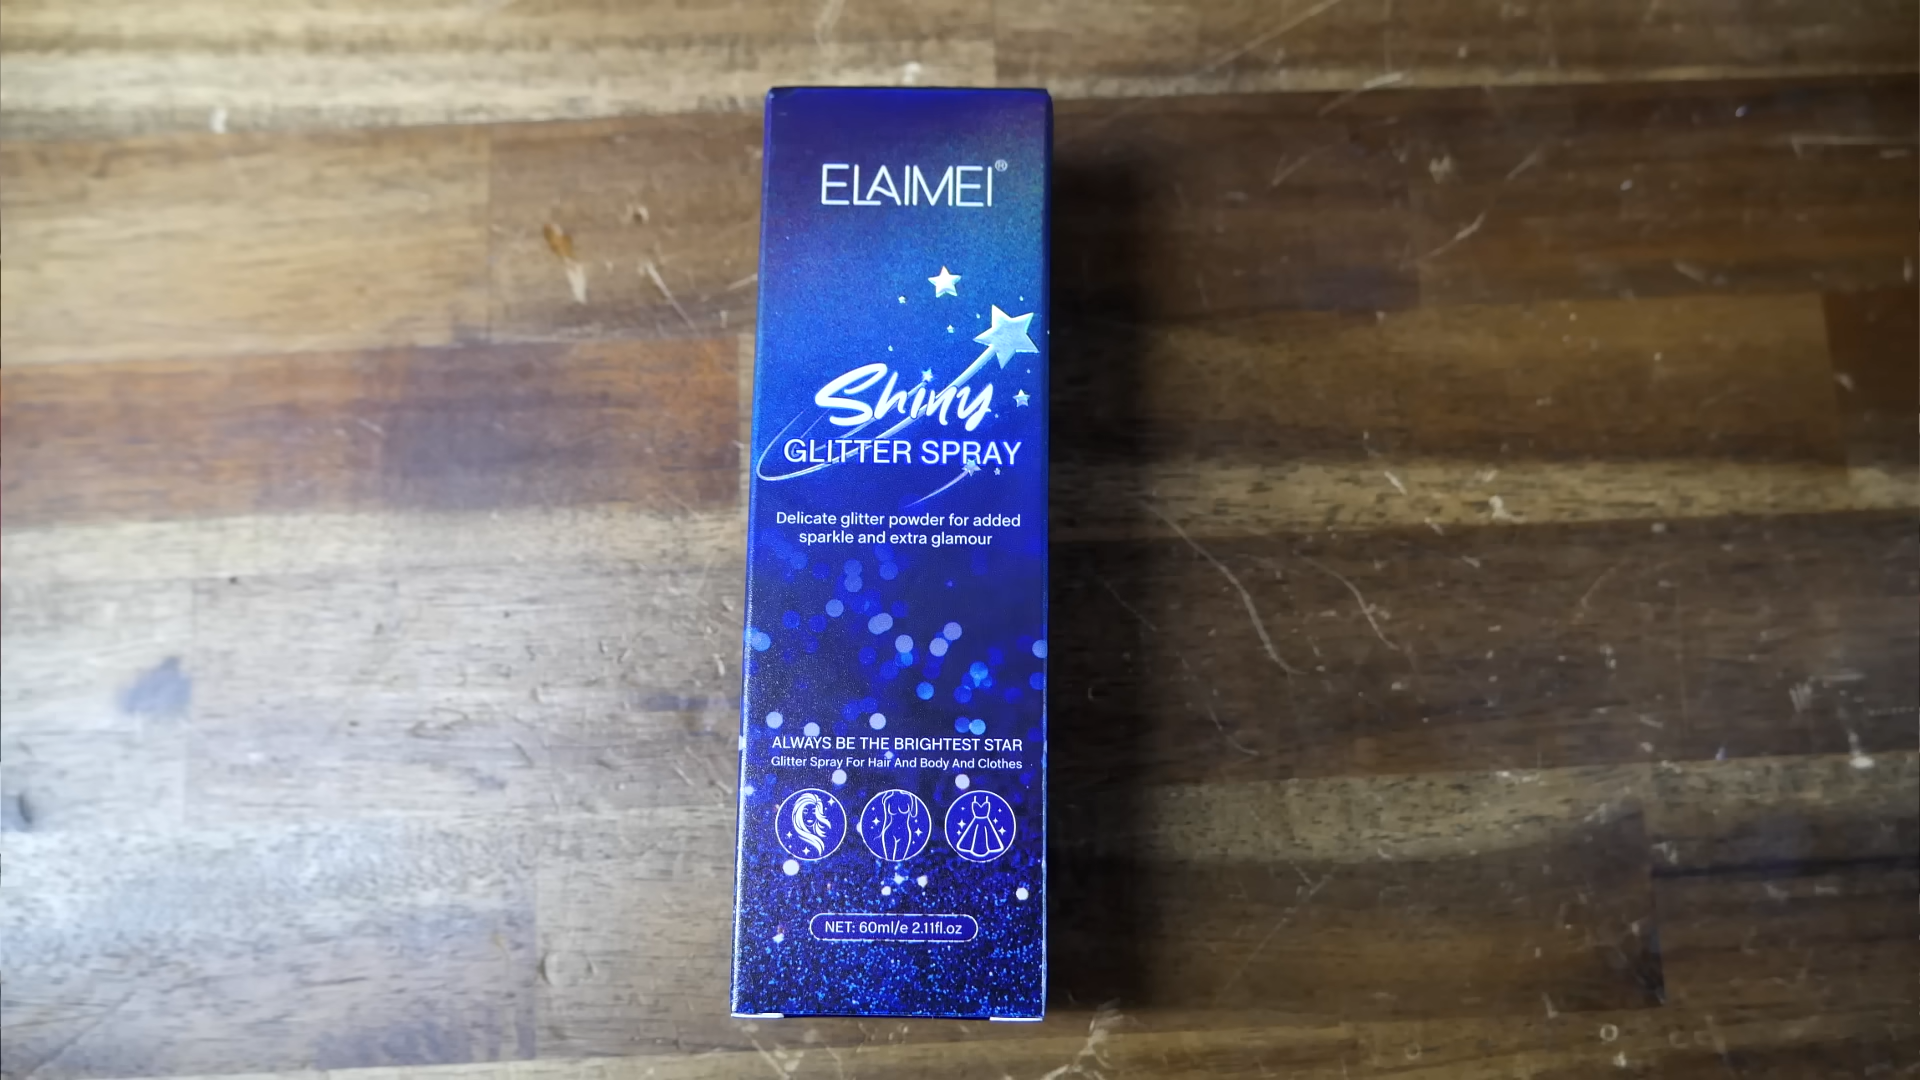 ELAIMEI®
Shiny
GLITTER SPRAY
Delicate glitter powder for added
sparkle and extra glamour
ALWAYS BE THE BRIGHTEST STAR
Glitter Spray For Hair And Body And Clothes
NET: 60ml/e 2.11fl.oz